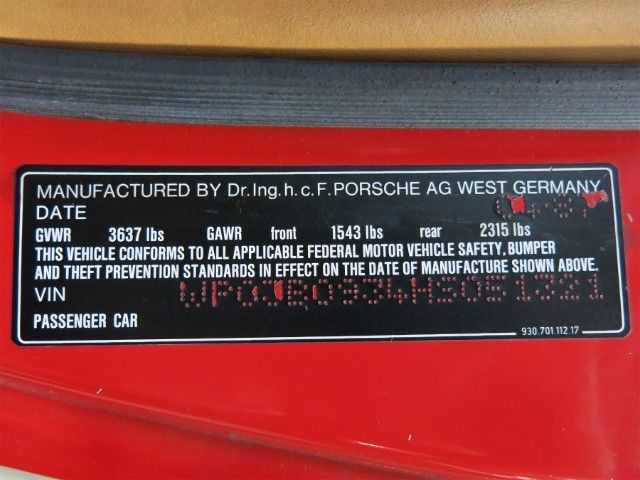 MANUFACTURED BY Dr.Ing.h.c.F.PORSCHE AG WEST GERMANY
DATE 04-87
GVWR 3637 lbs GAWR front 1543 lbs rear 2315 lbs
THIS VEHICLE CONFORMS TO ALL APPLICABLE FEDERAL MOTOR VEHICLE SAFETY, BUMPER
AND THEFT PREVENTION STANDARDS IN EFFECT ON THE DATE OF MANUFACTURE SHOWN ABOVE.
VIN WP0JB0934HS051321
PASSENGER CAR
930.701.112.17